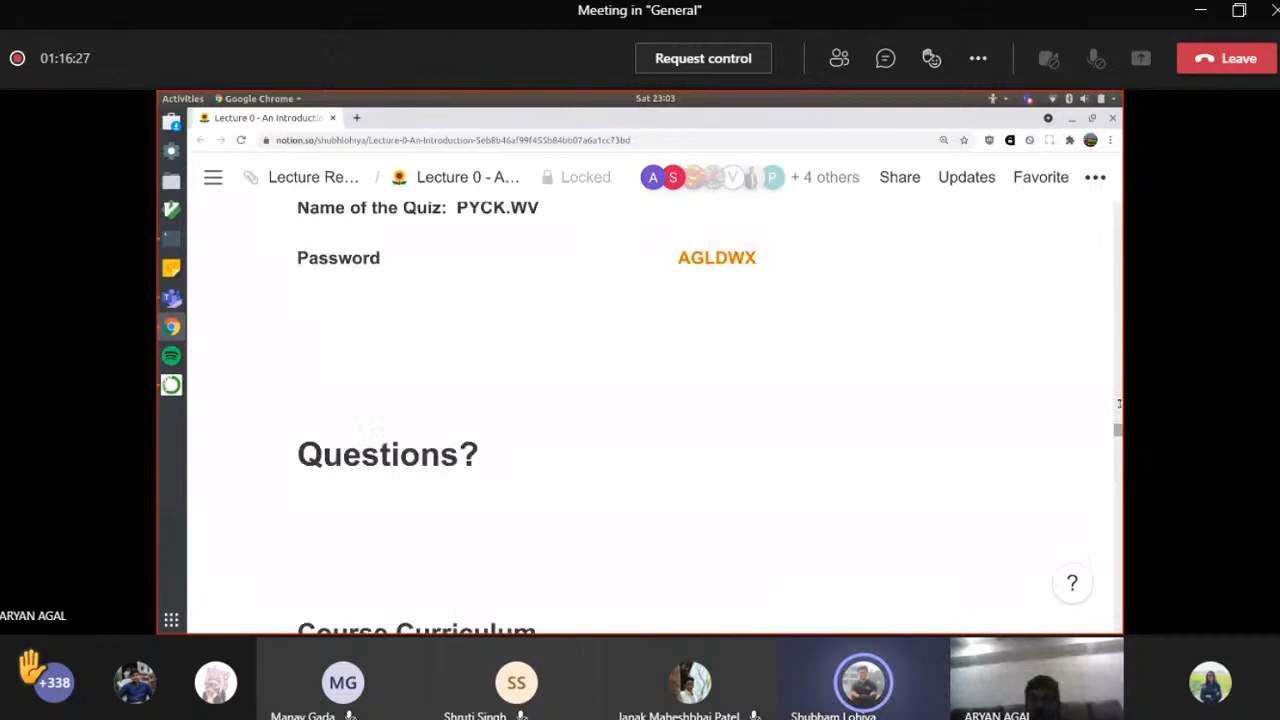 Meeting in "General"
01:16:27
Request control
Leave
Activities
Google Chrome
Sat 23:03
Lecture 0 - An Introductio
notion.so/shubhlohiya/Lecture-0-An-Introduction-5eb8b46af99f455b84bb07a6a1cc73bd
Lecture Re... / Lecture 0 - A... Locked
A S V P + 4 others Share Updates Favorite
Name of the Quiz: PYCK.WV
Password AGLDWX
Questions?
?
Course Curriculum
ARYAN AGAL
+338
MG
SS
Manav Gada
Shruti Singh
Janak Maheshbhai Patel
Shubham Lohiya
ARYAN AGAL